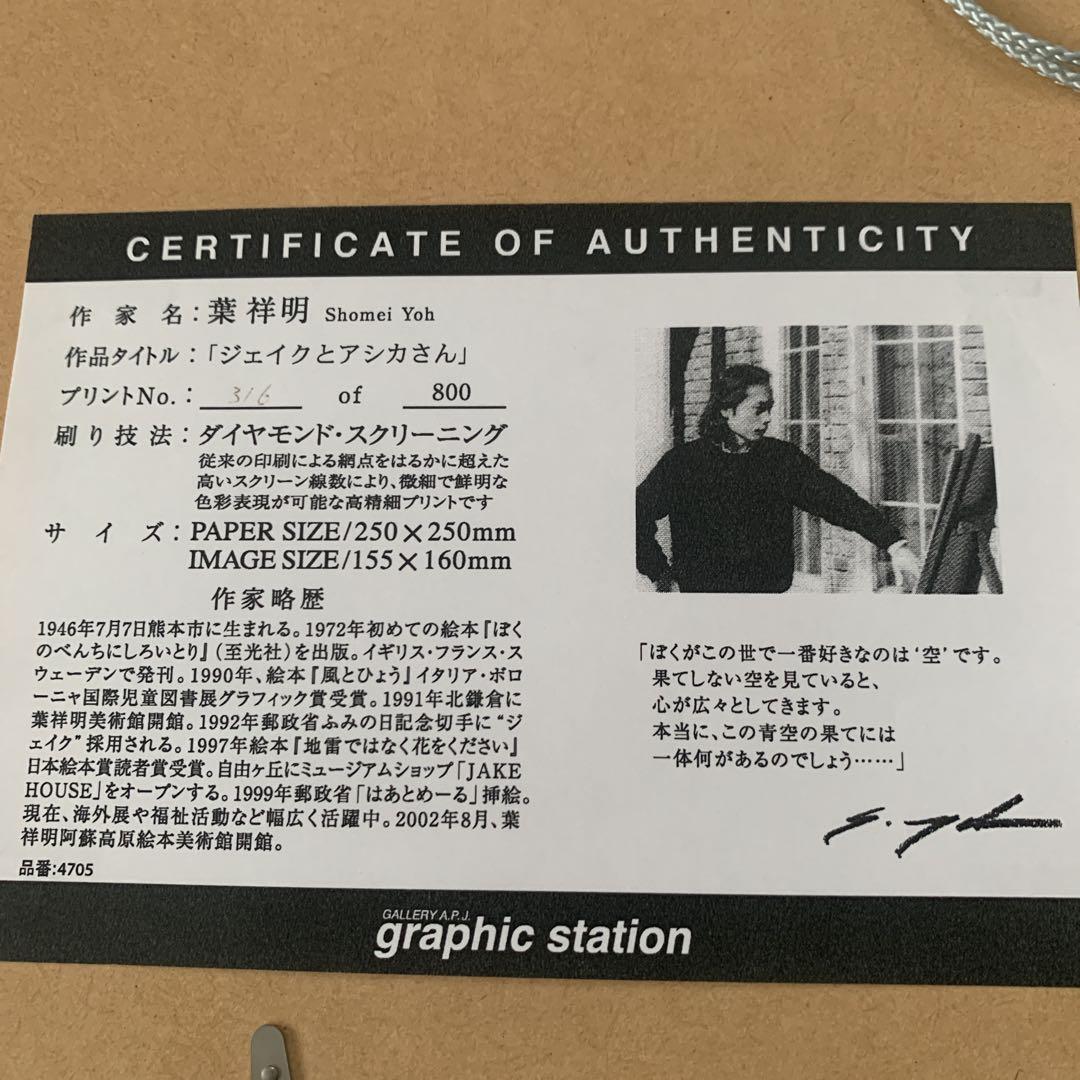 CERTIFICATE OF AUTHENTICITY
作家名:葉祥明 Shomei Yoh
作品タイトル:「ジェイクとアシカさん」
プリントNo.: 316 of 800
刷り技法:ダイヤモンド・スクリーニング
従来の印刷による網点をはるかに超えた
高いスクリーン線数により、微細で鮮明な
色彩表現が可能な高精細プリントです
サイズ:PAPER SIZE/250×250mm
IMAGE SIZE/155×160mm
作家略歴
1946年7月7日熊本市に生まれる。1972年初めての絵本『ぼく
のべんちにしろいとり』(至光社)を出版。イギリス・フランス・ス
ウェーデンで発刊。1990年、絵本『風とひょう』イタリア・ボロ
ーニャ国際児童図書展グラフィック賞受賞。1991年北鎌倉に
葉祥明美術館開館。1992年郵政省ふみの日記念切手に“ジ
ェイク”採用される。1997年絵本『地雷ではなく花をください』
日本絵本賞読者賞受賞。自由ヶ丘にミュージアムショップ「JAKE
HOUSE」をオープンする。1999年郵政省「はあとめーる」挿絵。
現在、海外展や福祉活動など幅広く活躍中。2002年8月、葉
祥明阿蘇高原絵本美術館開館。
品番:4705
「ぼくがこの世で一番好きなのは‘空’です。
果てしない空を見ていると、
心が広々としてきます。
本当に、この青空の果てには
一体何があるのでしょう……」
GALLERY A.P.J.
graphic station